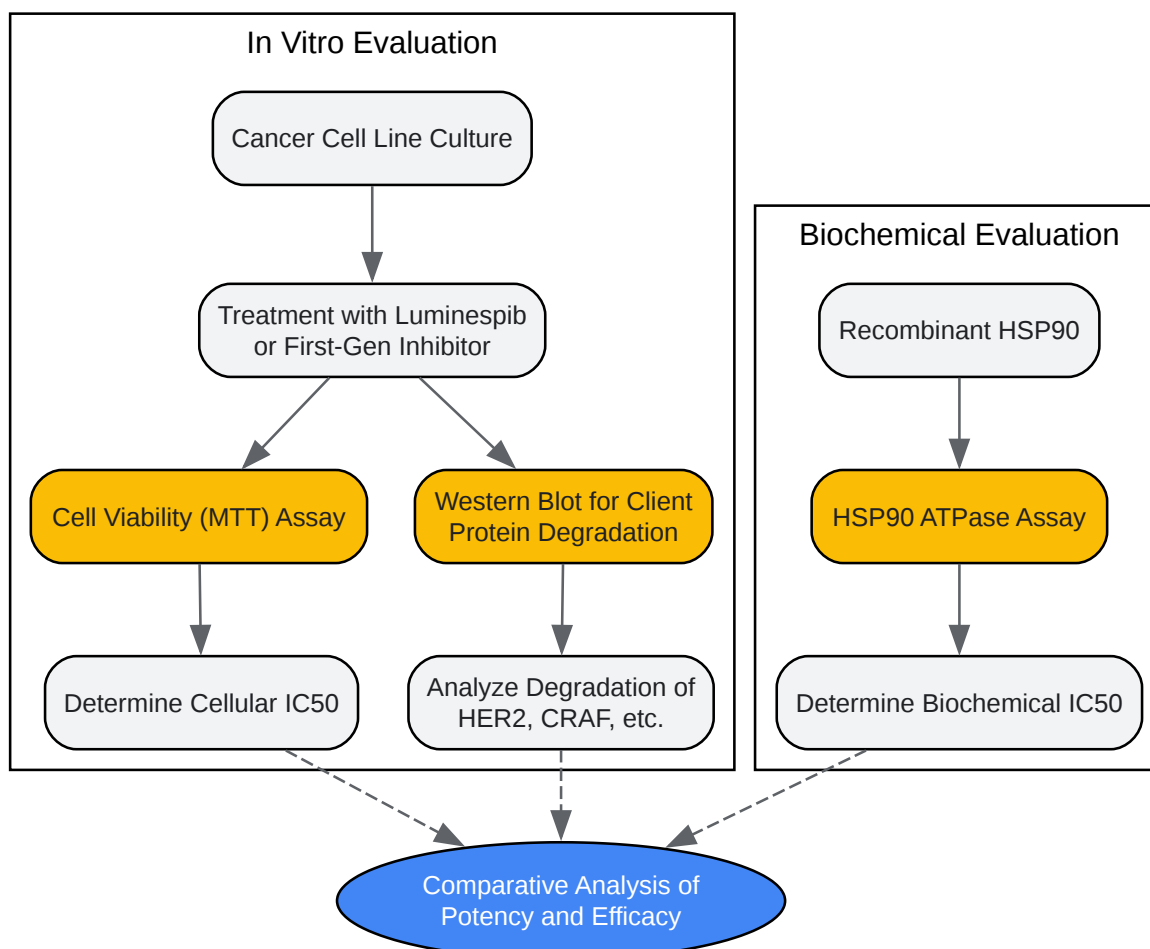 In Vitro Evaluation
Cancer Cell Line Culture
Treatment with Luminespib
or First-Gen Inhibitor
Cell Viability (MTT) Assay
Western Blot for Client
Protein Degradation
Determine Cellular IC50
Analyze Degradation of
HER2, CRAF, etc.
Biochemical Evaluation
Recombinant HSP90
HSP90 ATPase Assay
Determine Biochemical IC50
Comparative Analysis of
Potency and Efficacy